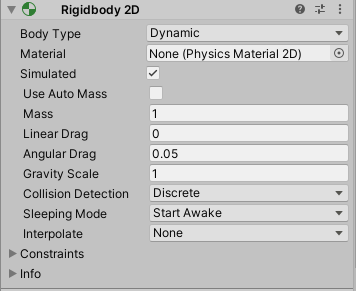 Rigidbody 2D
Body Type Dynamic
Material None (Physics Material 2D)
Simulated
Use Auto Mass
Mass 1
Linear Drag 0
Angular Drag 0.05
Gravity Scale 1
Collision Detection Discrete
Sleeping Mode Start Awake
Interpolate None
Constraints
Info